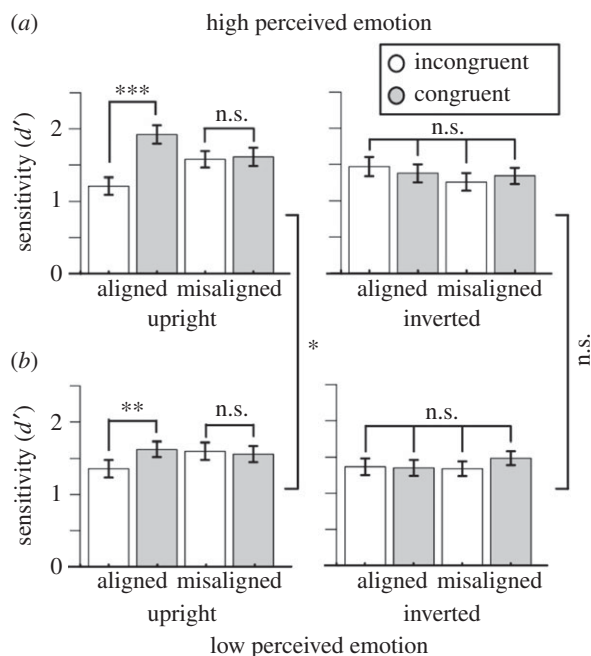 (a) high perceived emotion
incongruent
congruent
sensitivity (d′)
2
1
0
***
n.s.
n.s.
aligned misaligned
upright
aligned misaligned
inverted
*
n.s.
(b)
sensitivity (d′)
2
1
0
**
n.s.
n.s.
aligned misaligned
upright
aligned misaligned
inverted
low perceived emotion